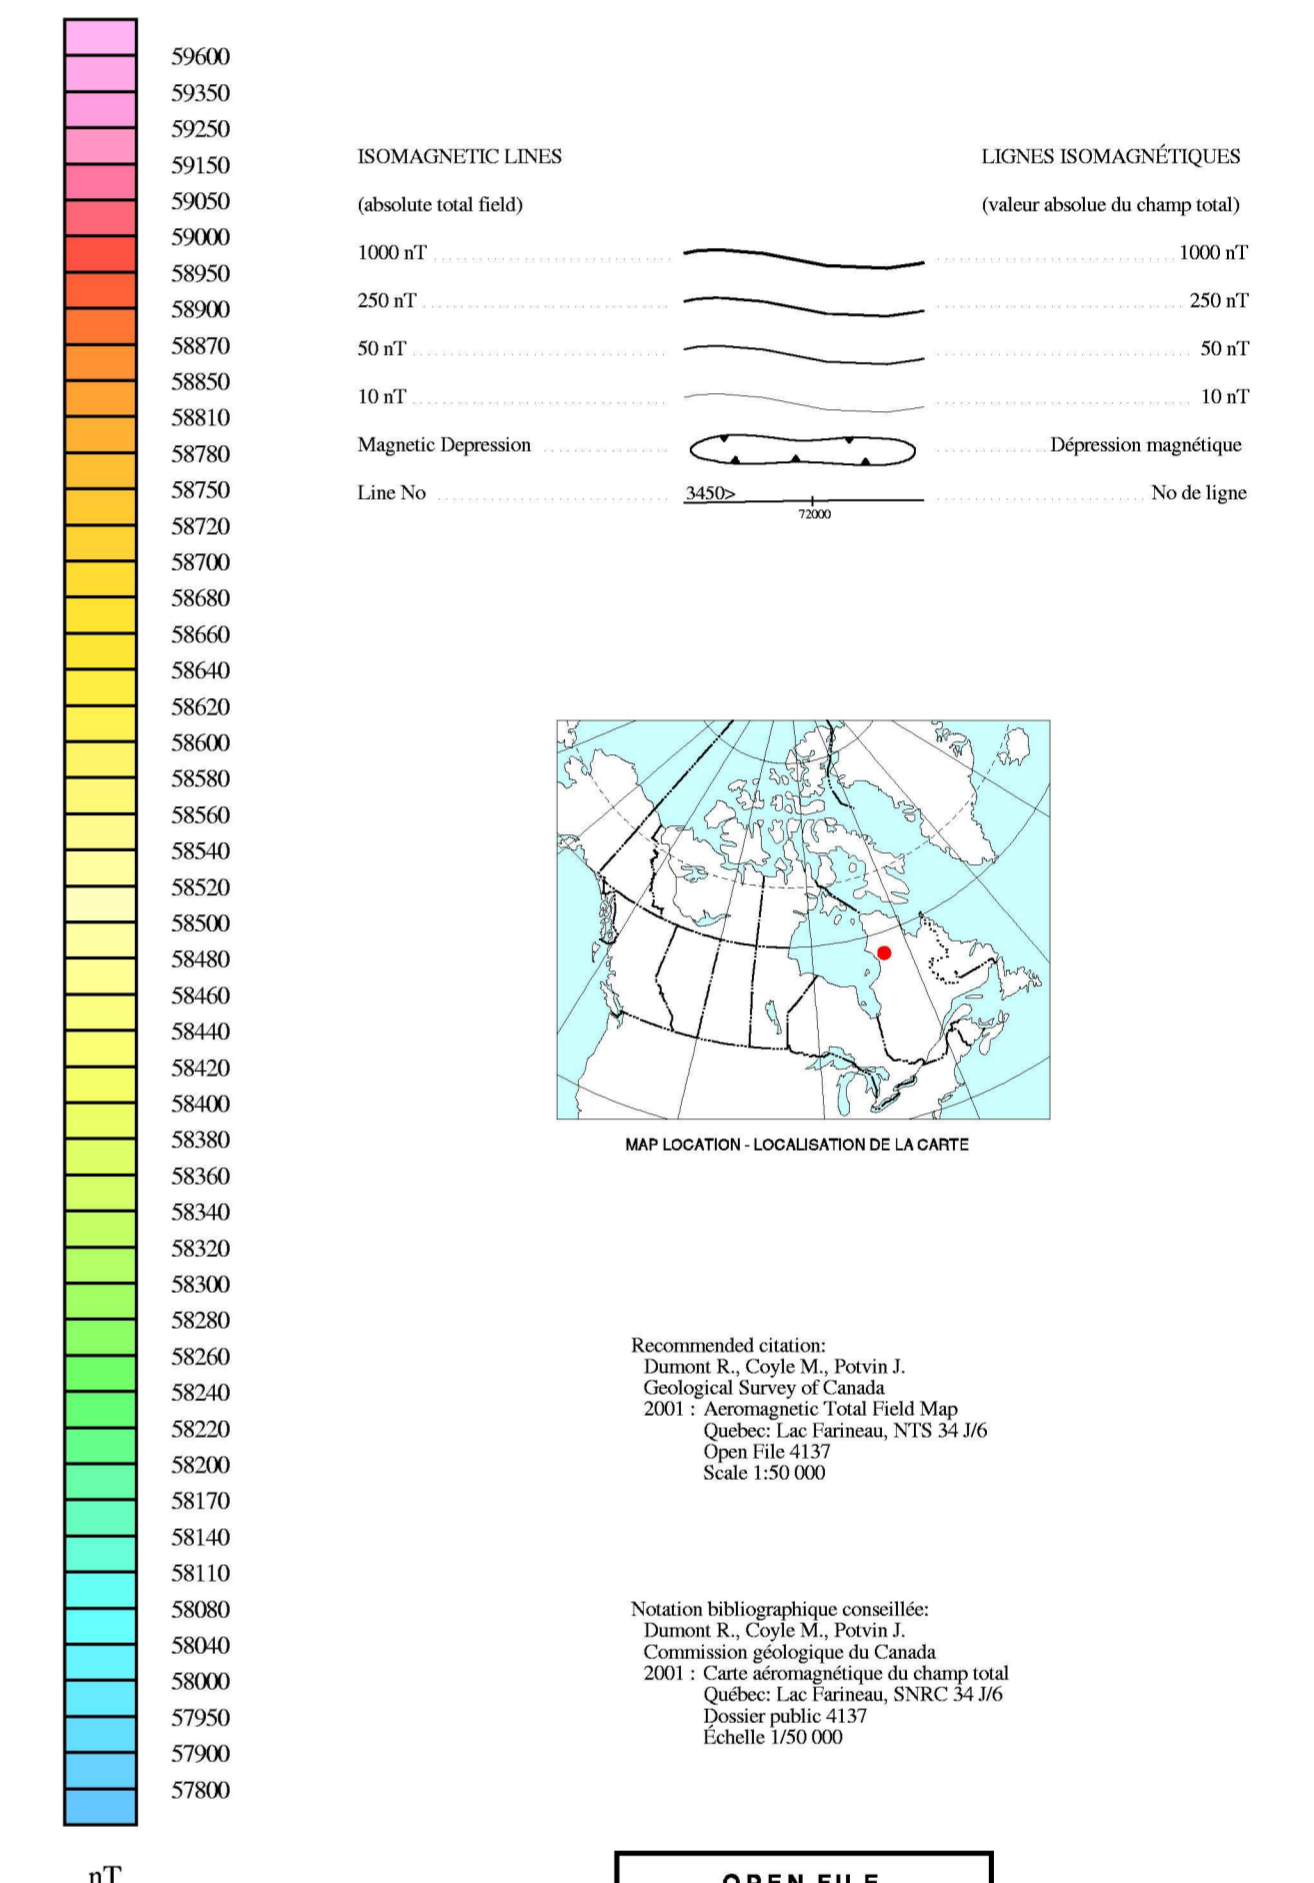 59600
59350
59250
59150
59050
59000
58950
58900
58870
58850
58810
58780
58750
58720
58700
58680
58660
58640
58620
58600
58580
58560
58540
58520
58500
58480
58460
58440
58420
58400
58380
58360
58340
58320
58300
58280
58260
58240
58220
58200
58170
58140
58110
58080
58040
58000
57950
57900
57800
nT
ISOMAGNETIC LINES LIGNES ISOMAGNÉTIQUES
(absolute total field) (valeur absolue du champ total)
1000 nT 1000 nT
250 nT 250 nT
50 nT 50 nT
10 nT 10 nT
Magnetic Depression Dépression magnétique
Line No 3450> No de ligne
72000
MAP LOCATION - LOCALISATION DE LA CARTE
Recommended citation:
Dumont R., Coyle M., Potvin J.
Geological Survey of Canada
2001 : Aeromagnetic Total Field Map
Quebec: Lac Farineau, NTS 34 J/6
Open File 4137
Scale 1:50 000
Notation bibliographique conseillée:
Dumont R., Coyle M., Potvin J.
Commission géologique du Canada
2001 : Carte aéromagnétique du champ total
Québec: Lac Farineau, SNRC 34 J/6
Dossier public 4137
Échelle 1/50 000
OPEN FILE